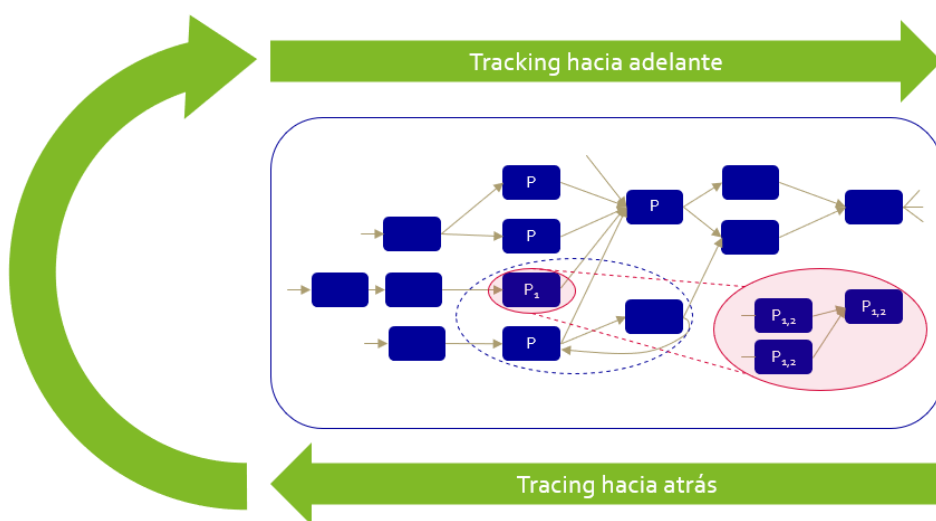 Tracking hacia adelante
P
P
P
P₁
P
P₁,₂
P₁,₂
P₁,₂
Tracing hacia atrás